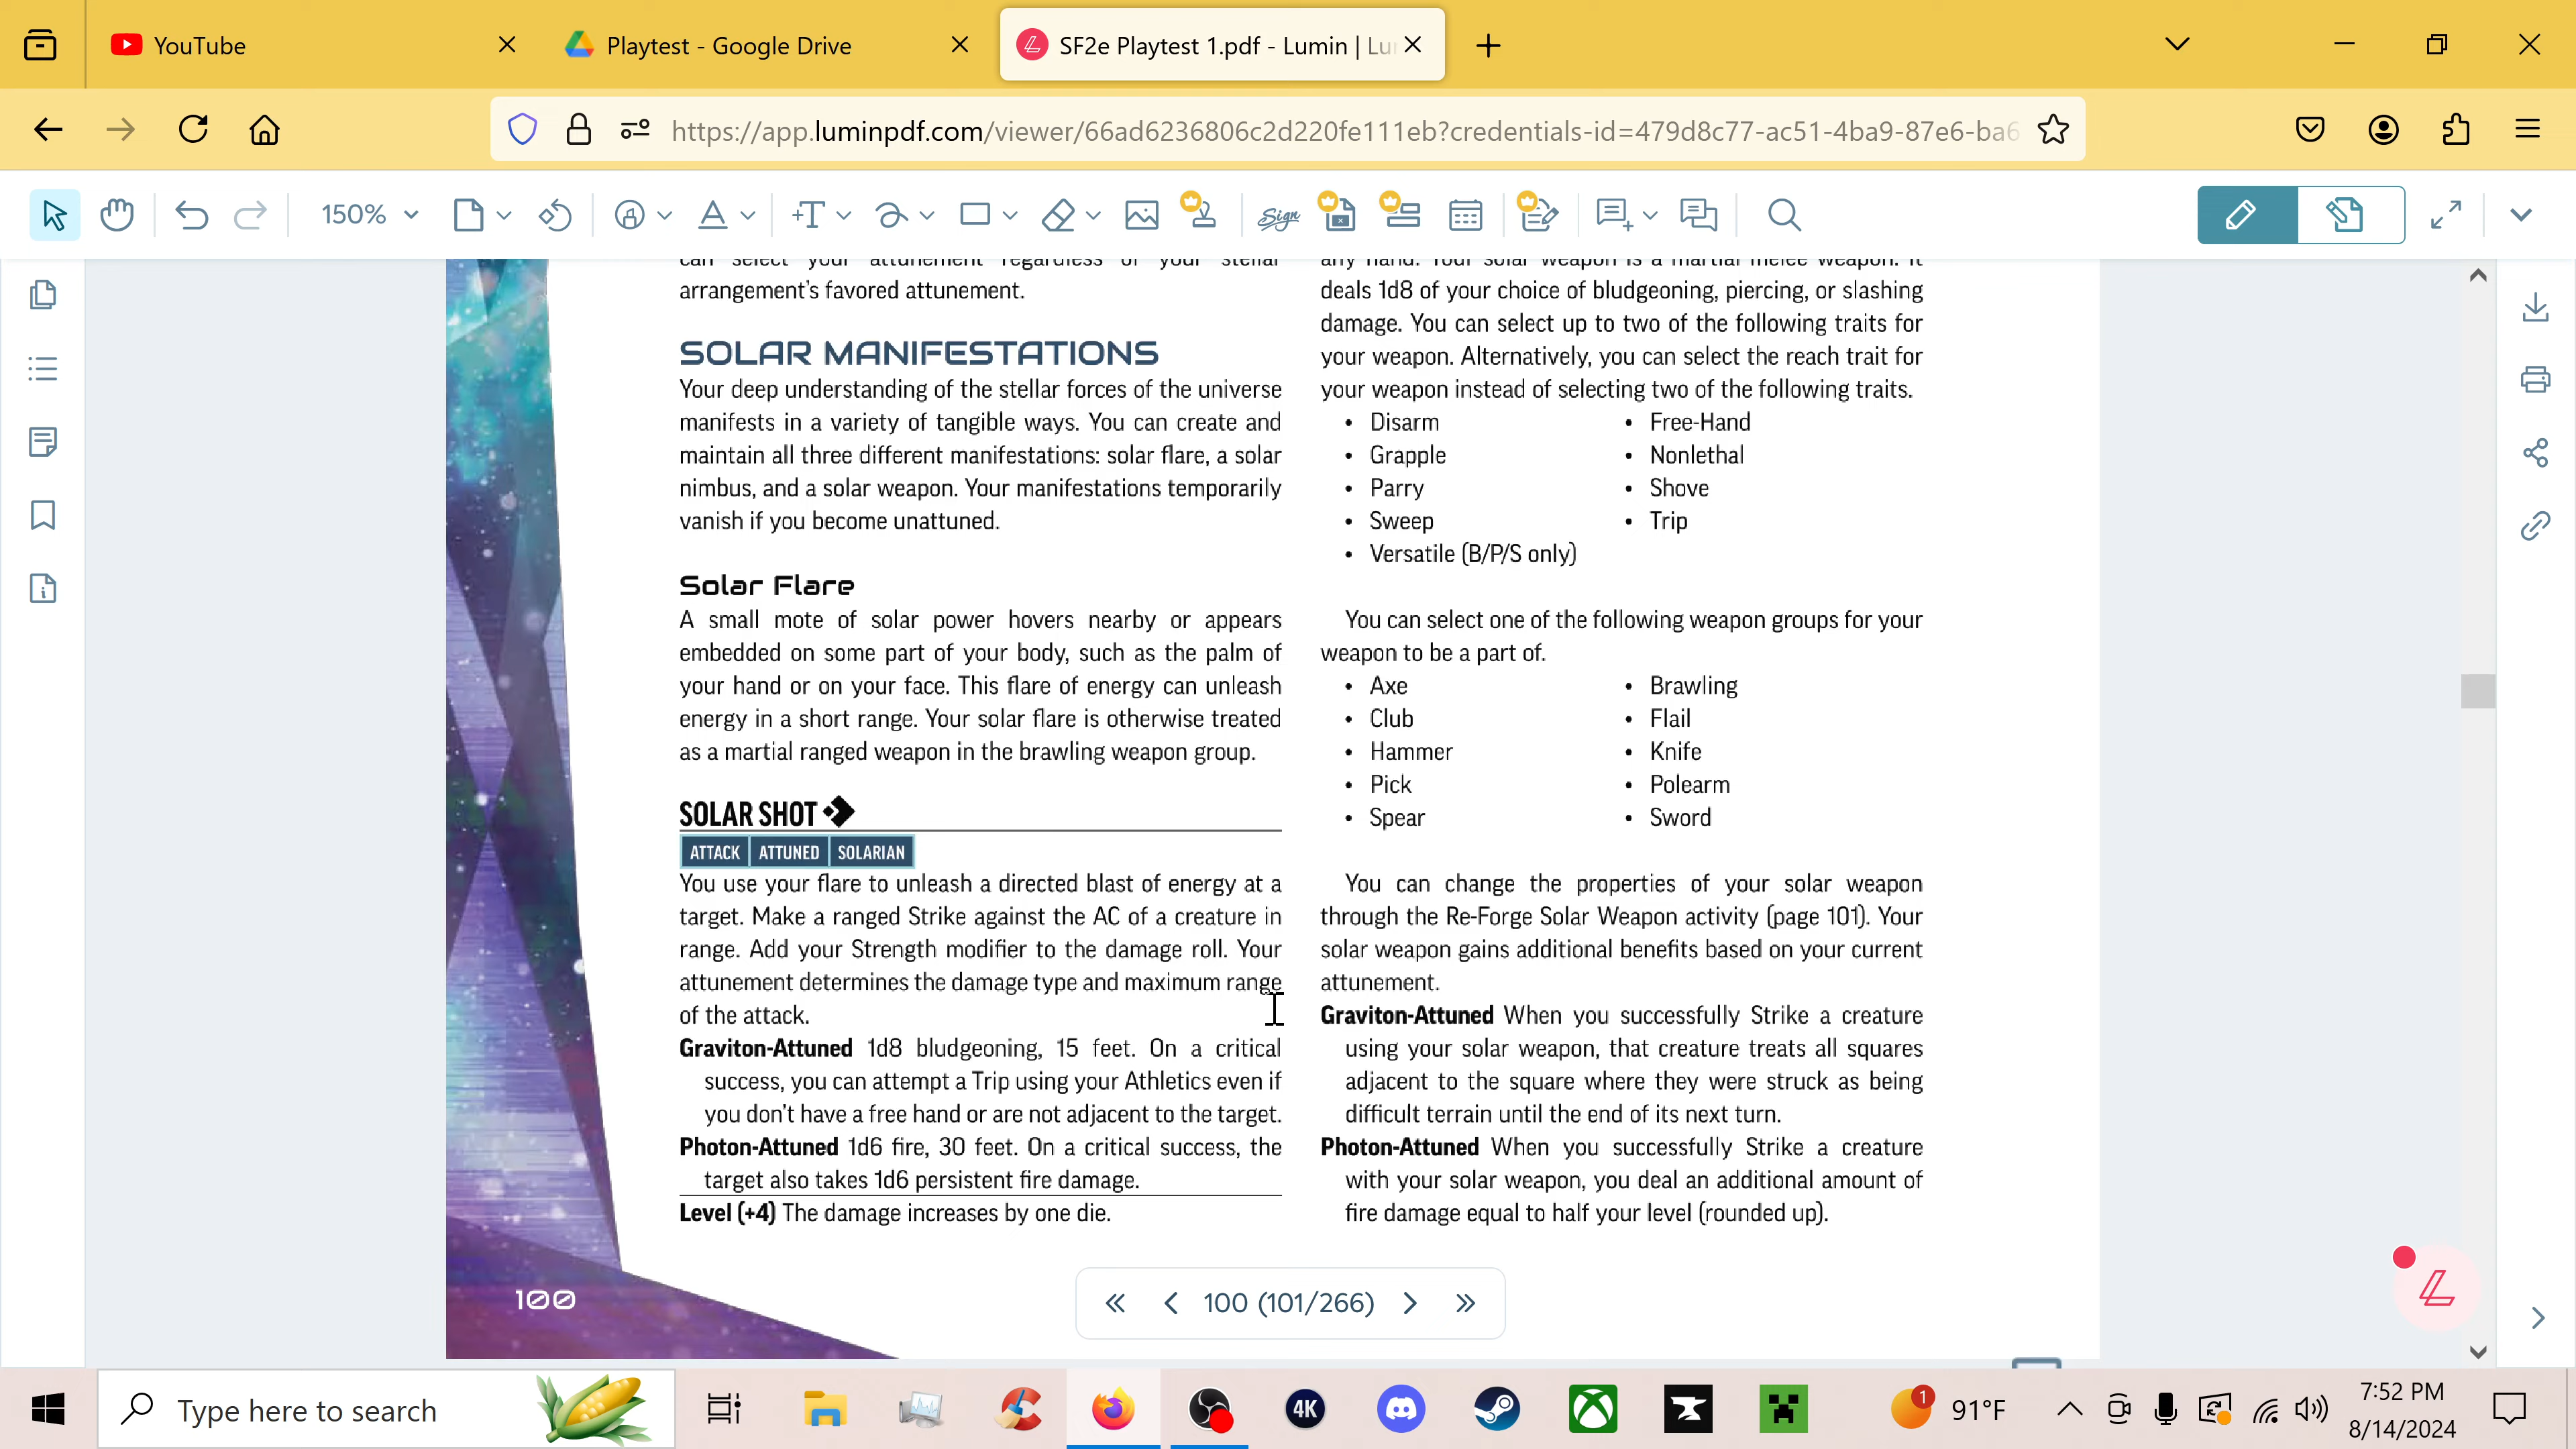 YouTube
Playtest - Google Drive
SF2e Playtest 1.pdf - Lumin | Lu
https://app.luminpdf.com/viewer/66ad6236806c2d220fe111eb?credentials-id=479d8c77-ac51-4ba9-87e6-ba6
150%
Sign
can select your attunement regardless of your stellar
arrangement's favored attunement.
SOLAR MANIFESTATIONS
Your deep understanding of the stellar forces of the universe
manifests in a variety of tangible ways. You can create and
maintain all three different manifestations: solar flare, a solar
nimbus, and a solar weapon. Your manifestations temporarily
vanish if you become unattuned.
Solar Flare
A small mote of solar power hovers nearby or appears
embedded on some part of your body, such as the palm of
your hand or on your face. This flare of energy can unleash
energy in a short range. Your solar flare is otherwise treated
as a martial ranged weapon in the brawling weapon group.
SOLAR SHOT
ATTACK ATTUNED SOLARIAN
You use your flare to unleash a directed blast of energy at a
target. Make a ranged Strike against the AC of a creature in
range. Add your Strength modifier to the damage roll. Your
attunement determines the damage type and maximum range
of the attack.
Graviton-Attuned 1d8 bludgeoning, 15 feet. On a critical
success, you can attempt a Trip using your Athletics even if
you don't have a free hand or are not adjacent to the target.
Photon-Attuned 1d6 fire, 30 feet. On a critical success, the
target also takes 1d6 persistent fire damage.
Level (+4) The damage increases by one die.
100
any hand. Your solar weapon is a martial melee weapon. It
deals 1d8 of your choice of bludgeoning, piercing, or slashing
damage. You can select up to two of the following traits for
your weapon. Alternatively, you can select the reach trait for
your weapon instead of selecting two of the following traits.
• Disarm • Free-Hand
• Grapple • Nonlethal
• Parry • Shove
• Sweep • Trip
• Versatile (B/P/S only)
You can select one of the following weapon groups for your
weapon to be a part of.
• Axe • Brawling
• Club • Flail
• Hammer • Knife
• Pick • Polearm
• Spear • Sword
You can change the properties of your solar weapon
through the Re-Forge Solar Weapon activity (page 101). Your
solar weapon gains additional benefits based on your current
attunement.
Graviton-Attuned When you successfully Strike a creature
using your solar weapon, that creature treats all squares
adjacent to the square where they were struck as being
difficult terrain until the end of its next turn.
Photon-Attuned When you successfully Strike a creature
with your solar weapon, you deal an additional amount of
fire damage equal to half your level (rounded up).
100 (101/266)
Type here to search
4K
1
91°F
7:52 PM
8/14/2024